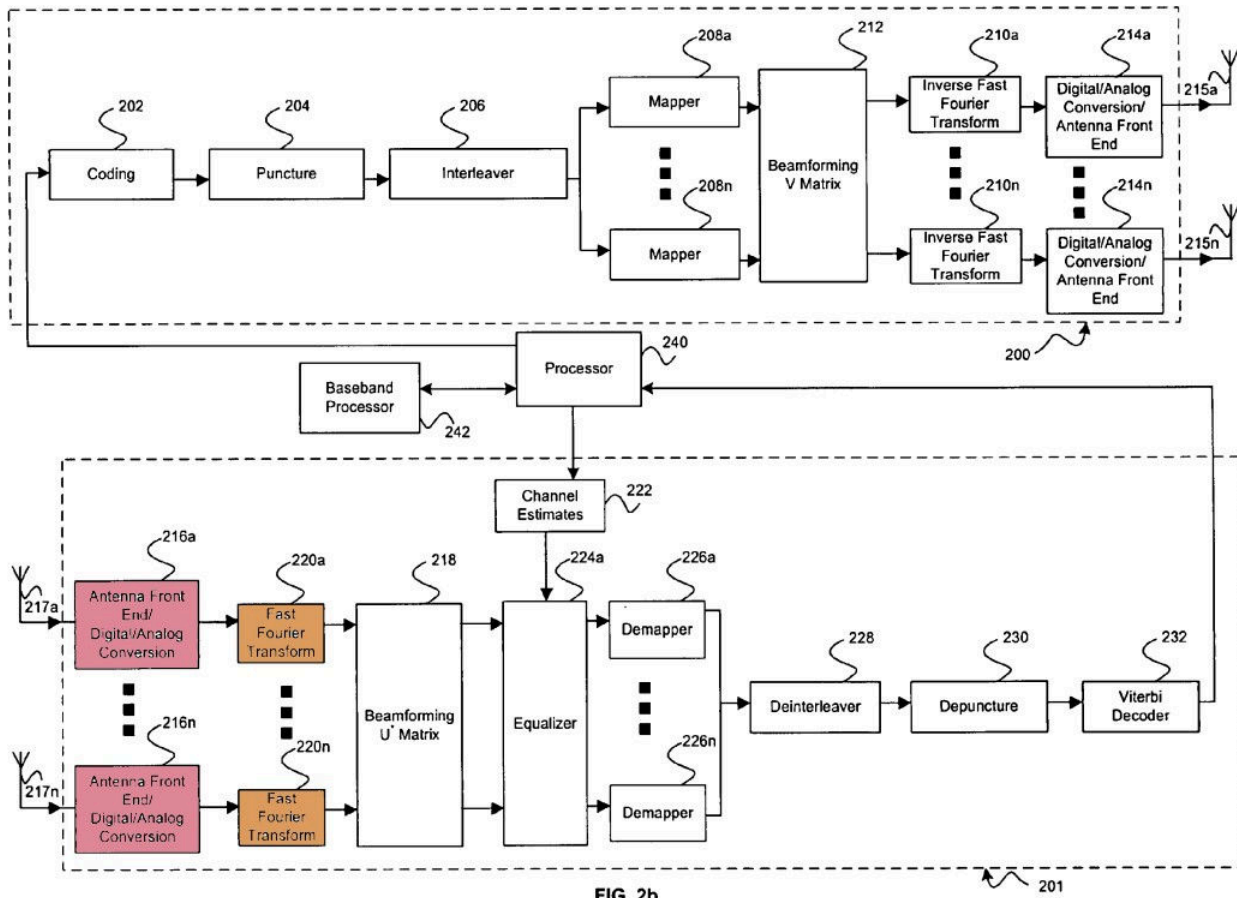 208a
212
210a
214a
202
204
206
Mapper
Inverse Fast
Fourier
Transform
Digital/Analog
Conversion/
Antenna Front
End
215a
Coding
Puncture
Interleaver
Beamforming
V Matrix
208n
210n
214n
Mapper
Inverse Fast
Fourier
Transform
Digital/Analog
Conversion/
Antenna Front
End
215n
200
Processor
240
Baseband
Processor
242
Channel
Estimates
222
216a
220a
218
224a
226a
217a
Antenna Front
End/
Digital/Analog
Conversion
Fast
Fourier
Transform
Demapper
228
230
232
Beamforming
U* Matrix
Equalizer
Deinterleaver
Depuncture
Viterbi
Decoder
216n
220n
226n
217n
Antenna Front
End/
Digital/Analog
Conversion
Fast
Fourier
Transform
Demapper
201
FIG. 2b